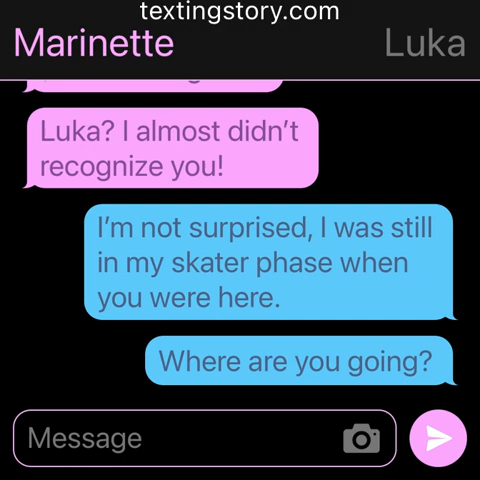 textingstory.com
Marinette
Luka
Luka? I almost didn't
recognize you!
I'm not surprised, I was still
in my skater phase when
you were here.
Where are you going?
Message